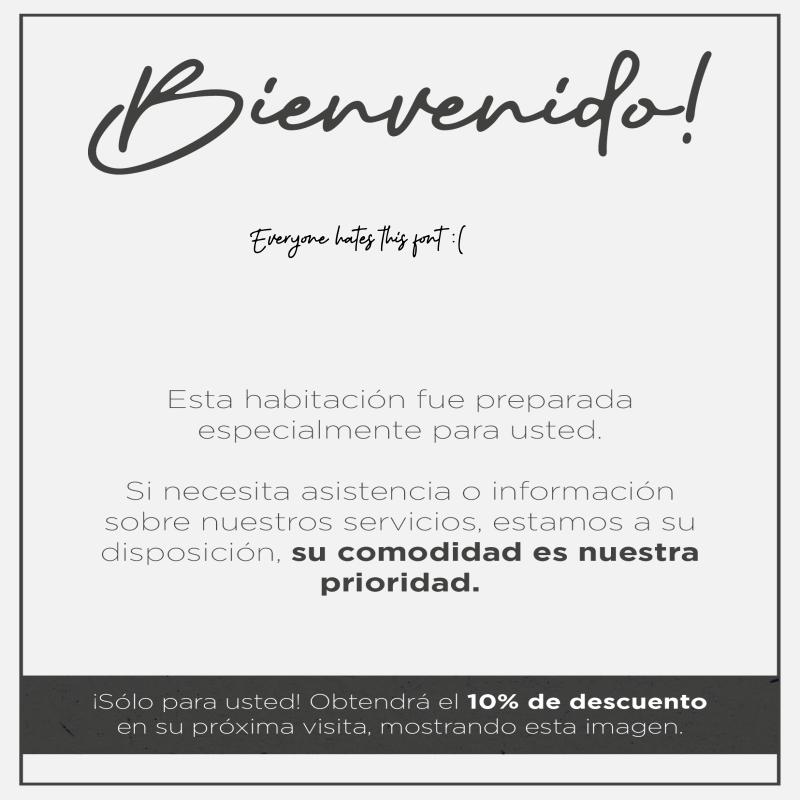 Bienvenido!
Everyone hates this font :(
Esta habitación fue preparada
especialmente para usted.
Si necesita asistencia o información
sobre nuestros servicios, estamos a su
disposición, su comodidad es nuestra
prioridad.
¡Sólo para usted! Obtendrá el 10% de descuento
en su próxima visita, mostrando esta imagen.